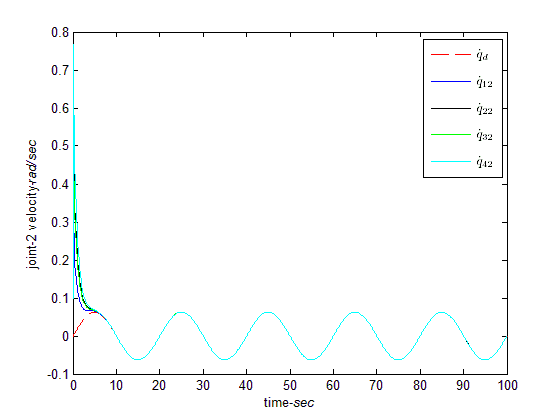 0.8
0.7
0.6
0.5
0.4
0.3
0.2
0.1
0
-0.1
joint-2 velocity-rad/sec
0 10 20 30 40 50 60 70 80 90 100
time-sec
q̇d
q̇12
q̇22
q̇32
q̇42